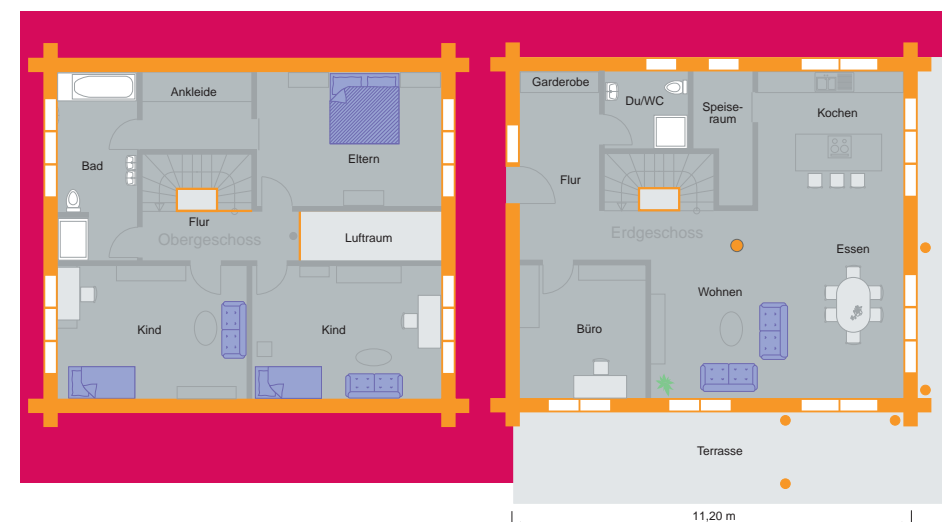 Ankleide
Bad
Eltern
Flur
Obergeschoss
Luftraum
Kind
Kind
Garderobe
Du/WC
Speise-
raum
Kochen
Flur
Erdgeschoss
Essen
Wohnen
Büro
Terrasse
11,20 m